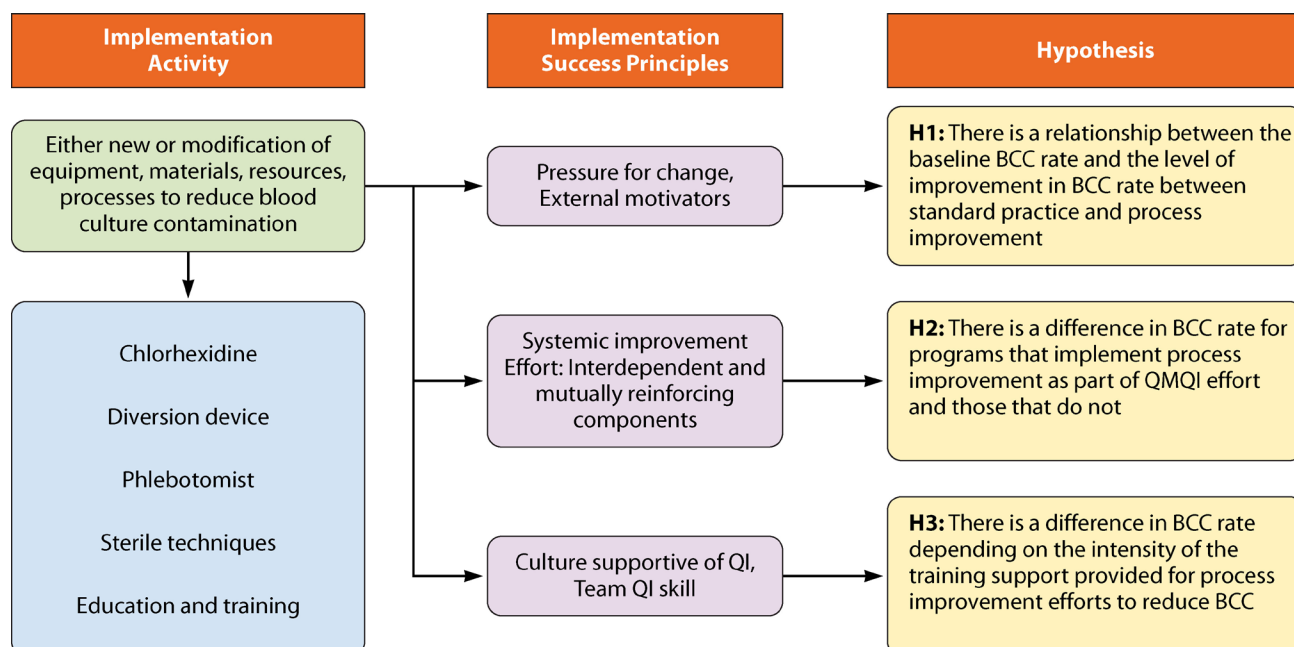 Implementation
Activity
Implementation
Success Principles
Hypothesis
Either new or modification of
equipment, materials, resources,
processes to reduce blood
culture contamination
Pressure for change,
External motivators
H1: There is a relationship between the
baseline BCC rate and the level of
improvement in BCC rate between
standard practice and process
improvement
Chlorhexidine
Diversion device
Phlebotomist
Sterile techniques
Education and training
Systemic improvement
Effort: Interdependent and
mutually reinforcing
components
H2: There is a difference in BCC rate for
programs that implement process
improvement as part of QMQI effort
and those that do not
Culture supportive of QI,
Team QI skill
H3: There is a difference in BCC rate
depending on the intensity of the
training support provided for process
improvement efforts to reduce BCC